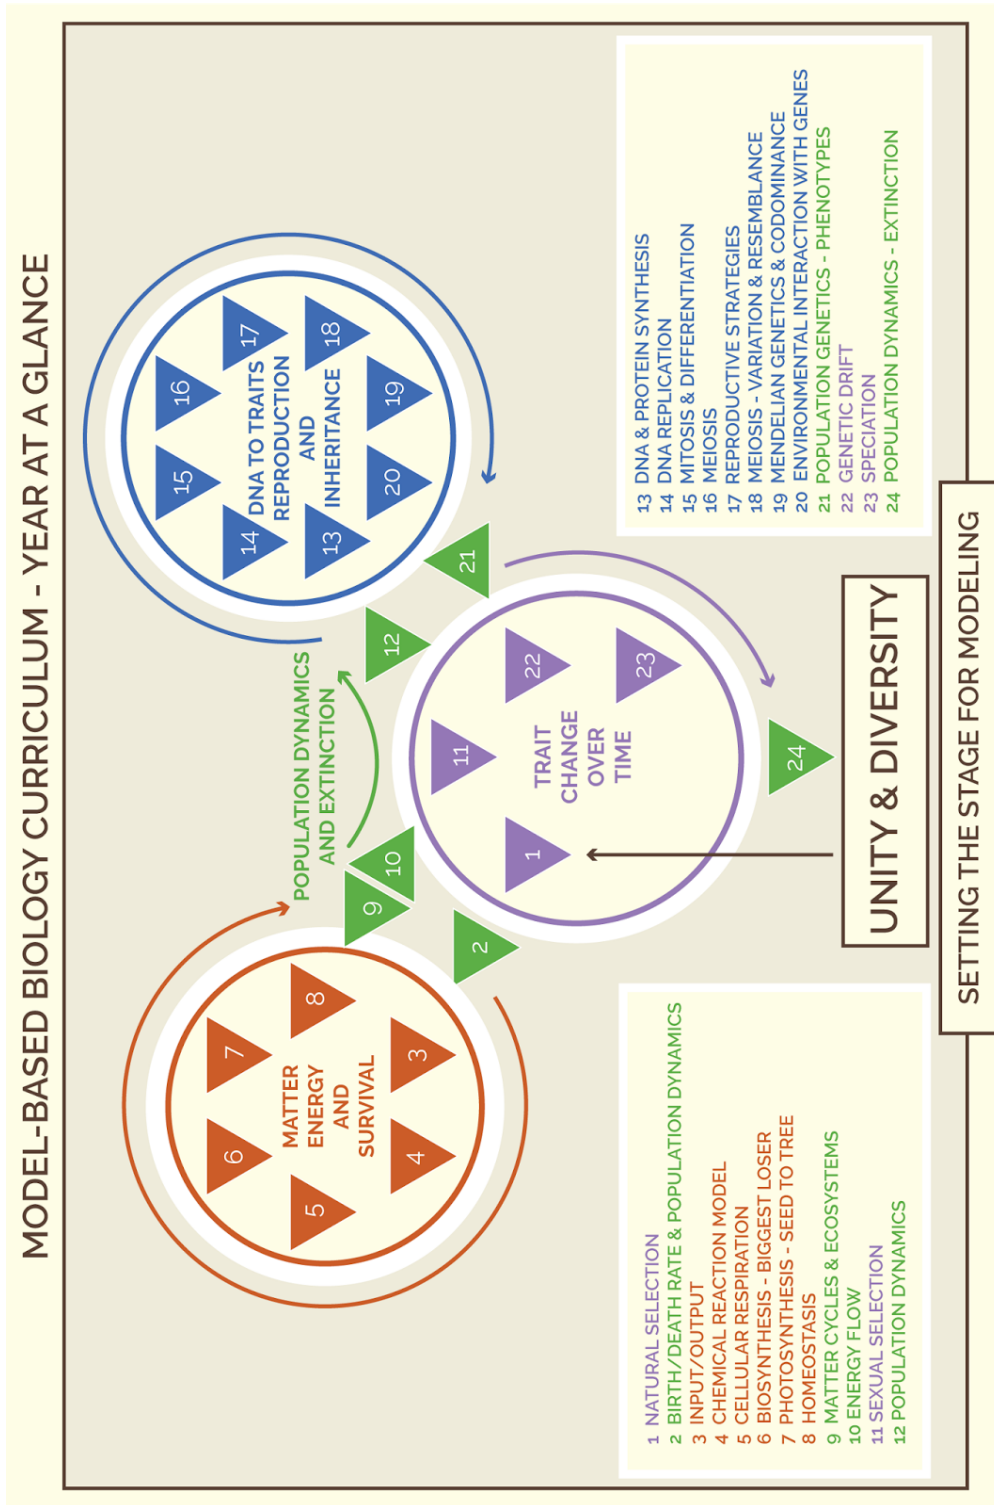 MODEL-BASED BIOLOGY CURRICULUM - YEAR AT A GLANCE
MATTER
ENERGY
AND
SURVIVAL
3
4
5
6
7
8
2
9
10
POPULATION DYNAMICS
AND EXTINCTION
12
21
DNA TO TRAITS
REPRODUCTION
AND
INHERITANCE
13
14
15
16
17
18
19
20
TRAIT
CHANGE
OVER
TIME
1
11
22
23
24
1 NATURAL SELECTION
2 BIRTH/DEATH RATE & POPULATION DYNAMICS
3 INPUT/OUTPUT
4 CHEMICAL REACTION MODEL
5 CELLULAR RESPIRATION
6 BIOSYNTHESIS - BIGGEST LOSER
7 PHOTOSYNTHESIS - SEED TO TREE
8 HOMEOSTASIS
9 MATTER CYCLES & ECOSYSTEMS
10 ENERGY FLOW
11 SEXUAL SELECTION
12 POPULATION DYNAMICS
13 DNA & PROTEIN SYNTHESIS
14 DNA REPLICATION
15 MITOSIS & DIFFERENTIATION
16 MEIOSIS
17 REPRODUCTIVE STRATEGIES
18 MEIOSIS - VARIATION & RESEMBLANCE
19 MENDELIAN GENETICS & CODOMINANCE
20 ENVIRONMENTAL INTERACTION WITH GENES
21 POPULATION GENETICS - PHENOTYPES
22 GENETIC DRIFT
23 SPECIATION
24 POPULATION DYNAMICS - EXTINCTION
UNITY & DIVERSITY
SETTING THE STAGE FOR MODELING